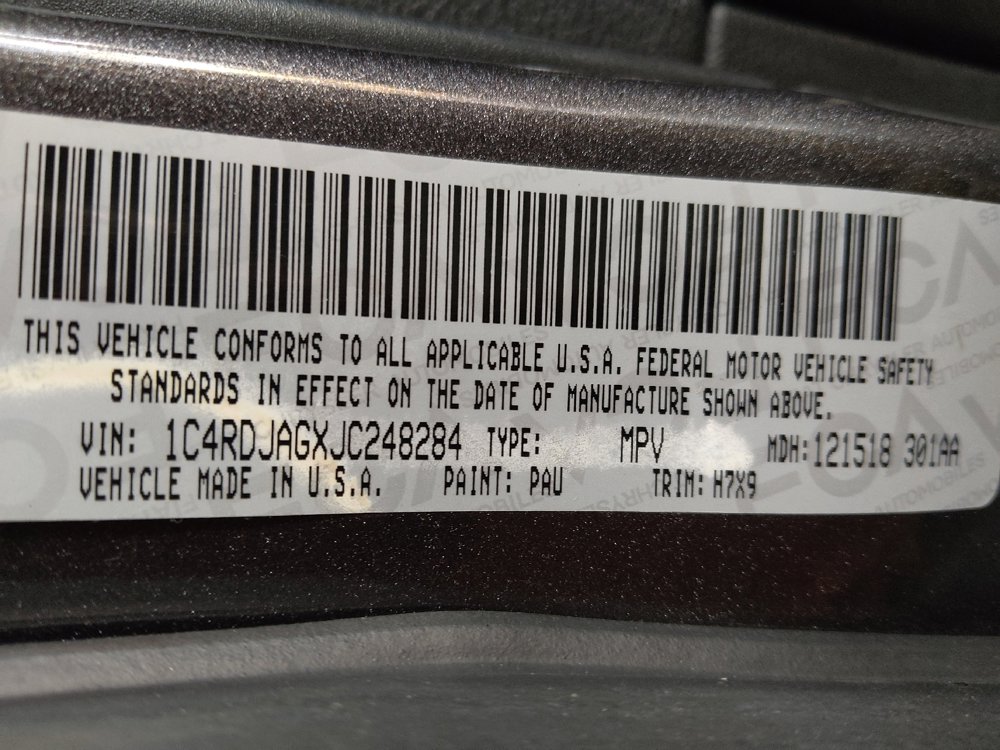 THIS VEHICLE CONFORMS TO ALL APPLICABLE U.S.A. FEDERAL MOTOR VEHICLE SAFETY
STANDARDS IN EFFECT ON THE DATE OF MANUFACTURE SHOWN ABOVE.
VIN: 1C4RDJAGXJC248284 TYPE: MPV MDH:121518 301AA
VEHICLE MADE IN U.S.A. PAINT: PAU TRIM: H7X9